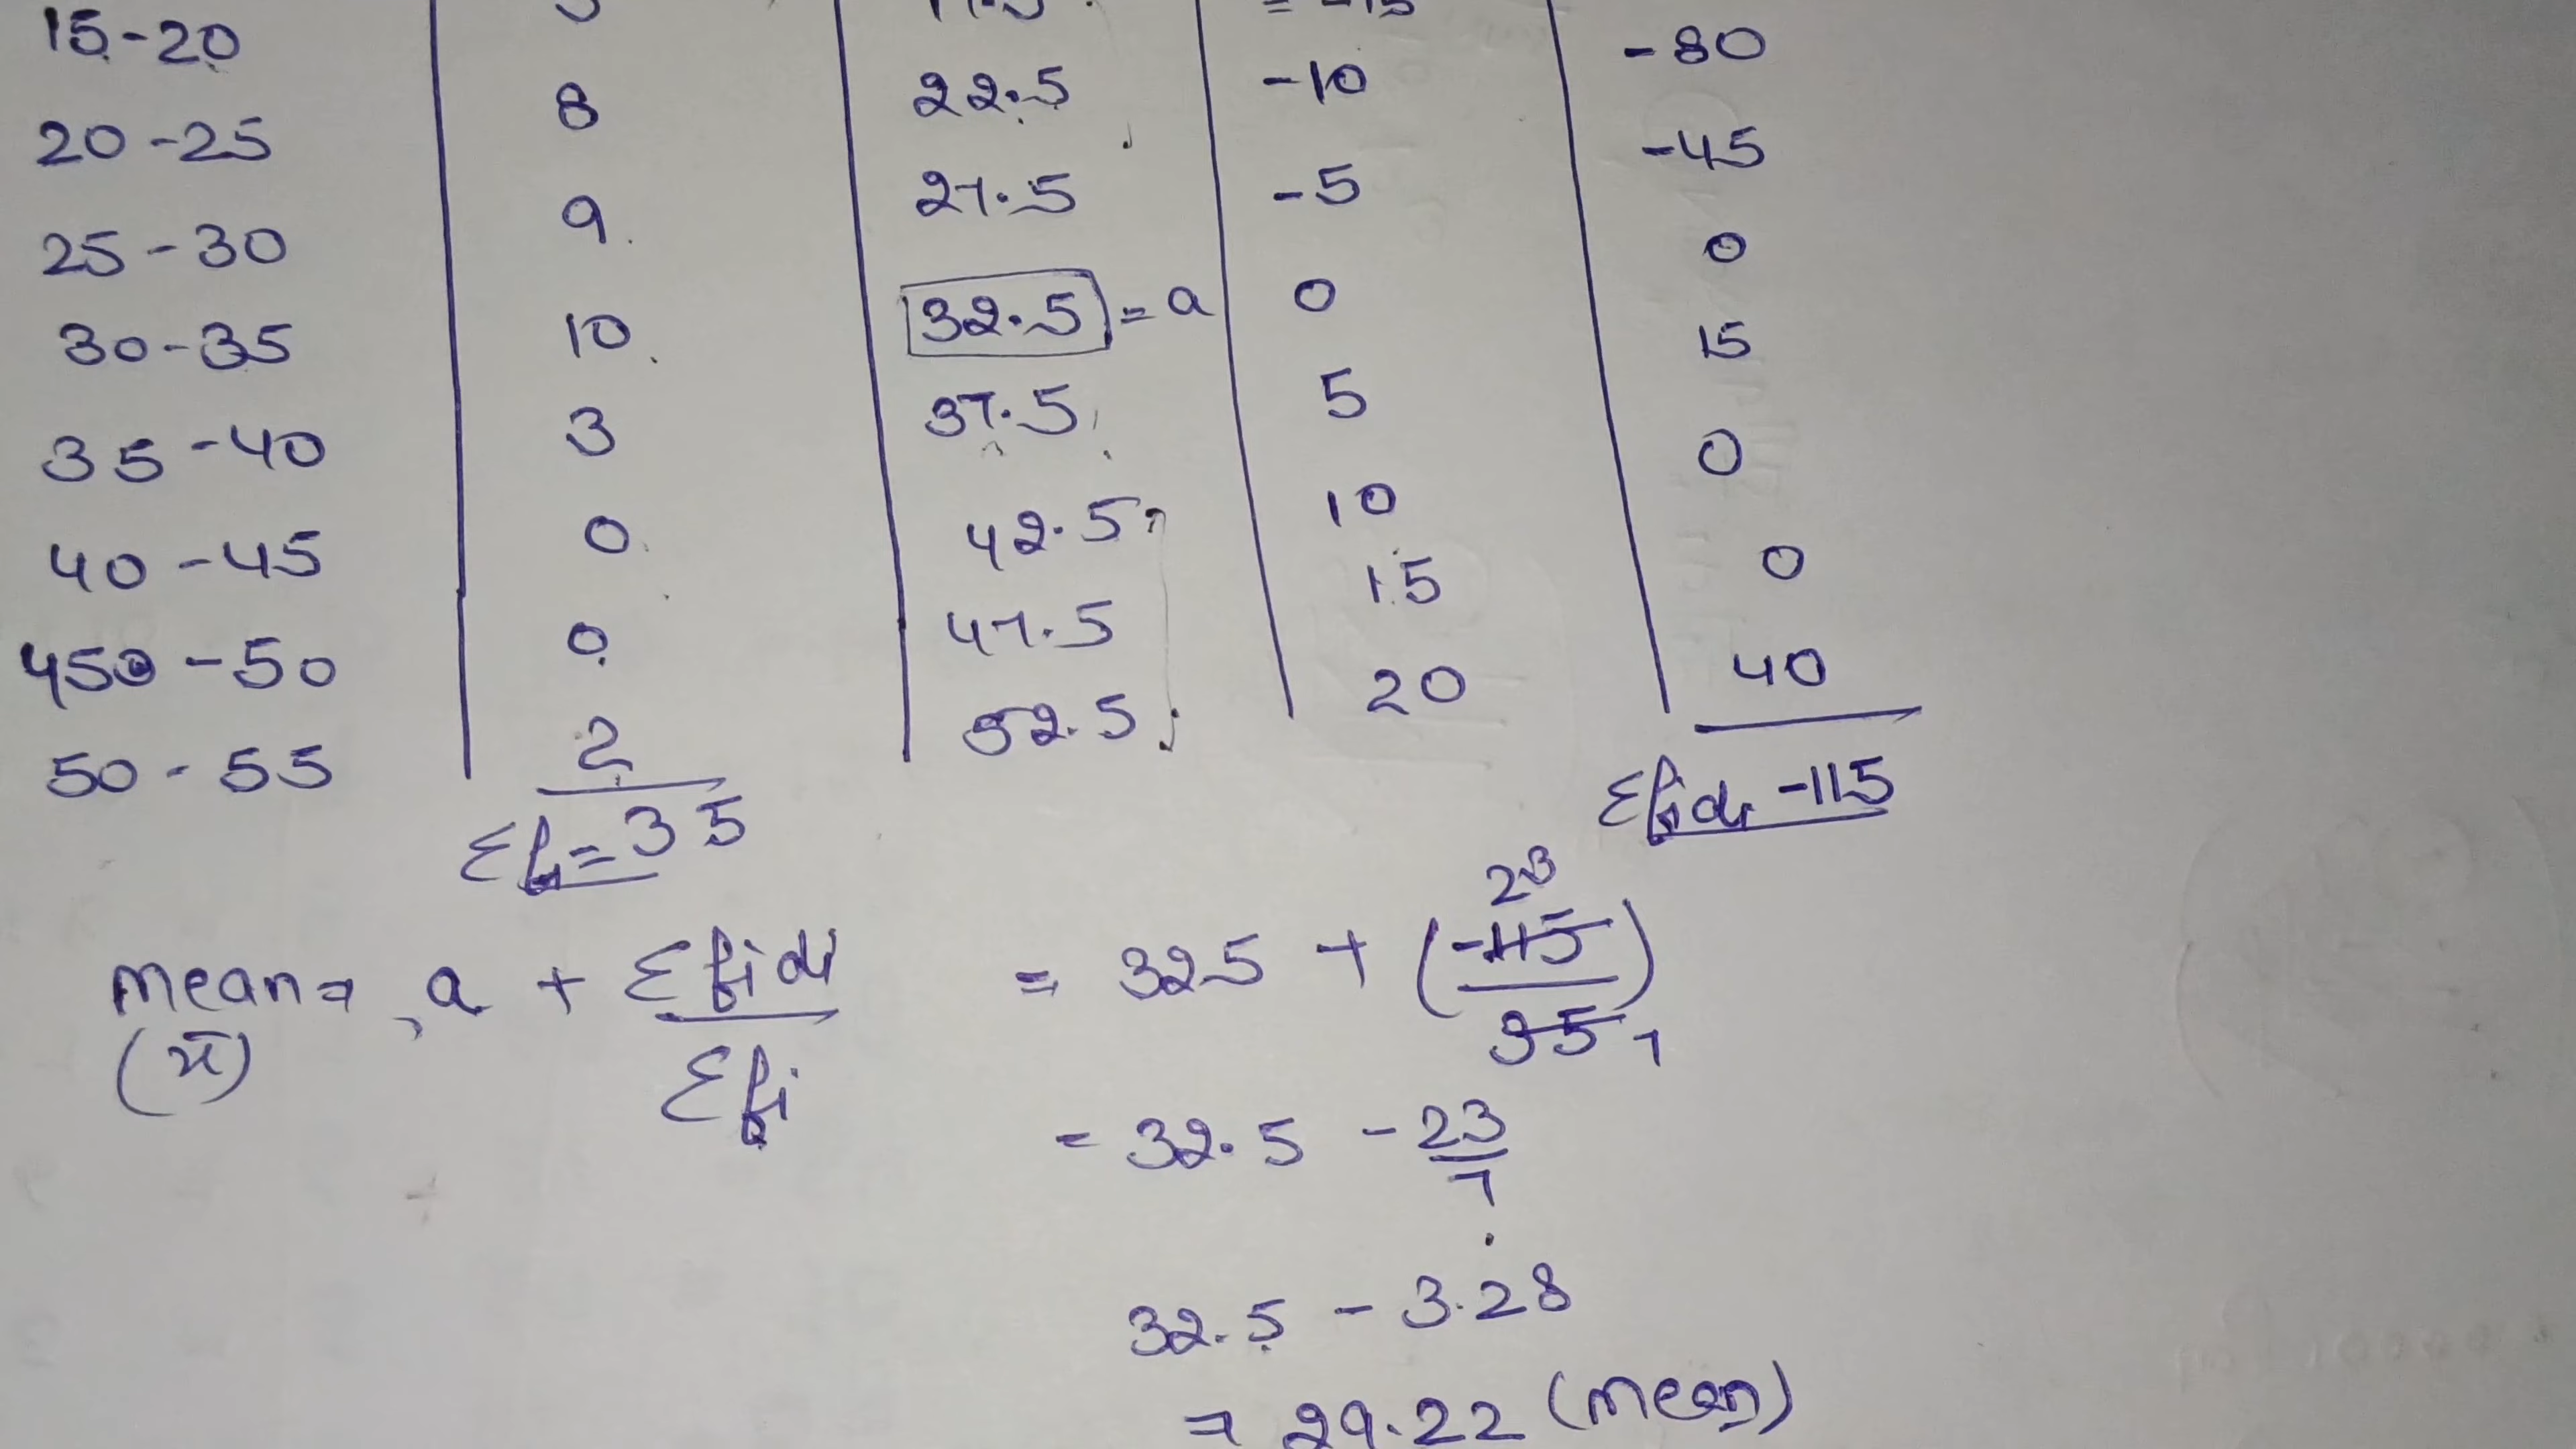 15-20
20-25 8 22.5 -10 -80
25-30 9 27.5 -5 -45
30-35 10 32.5 = a 0 0
35-40 3 37.5 5 15
40-45 0 42.5 10 0
450-50 0 47.5 15 0
50-55 2 52.5 20 40
Σfi=35 Σfidi -115
mean= a + Σfidi/Σfi = 325 + (-115/35) 23 7
(x̄)
= 32.5 - 23/7
32.5 - 3.28
= 29.22 (mean)